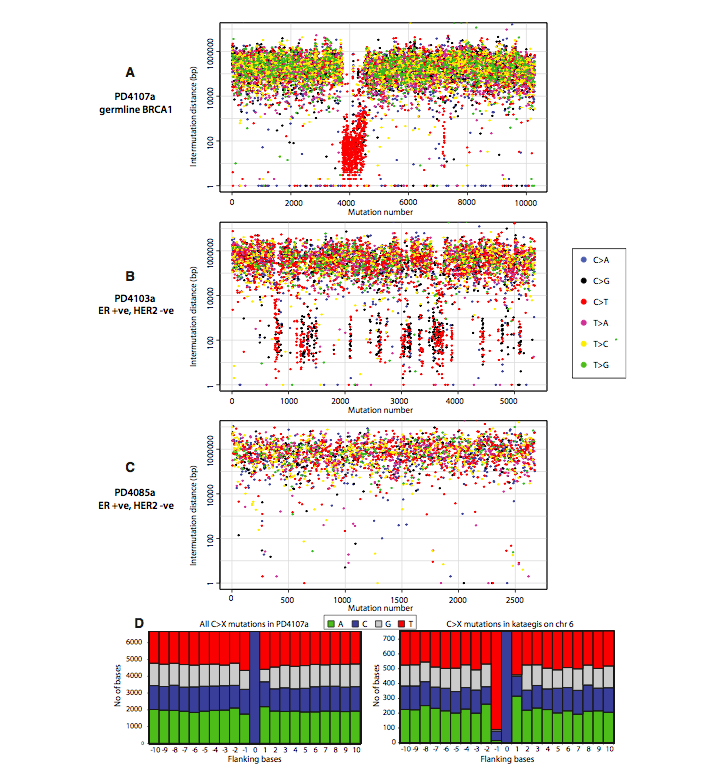 A
PD4107a
germline BRCA1
Intermutation distance (bp)
1000000
10000
100
1
0 2000 4000 6000 8000 10000
Mutation number
B
PD4103a
ER +ve, HER2 -ve
Intermutation distance (bp)
1000000
10000
100
1
0 1000 2000 3000 4000 5000
Mutation number
C>A
C>G
C>T
T>A
T>C
T>G
C
PD4085a
ER +ve, HER2 -ve
Intermutation distance (bp)
1000000
10000
100
1
0 500 1000 1500 2000 2500
Mutation number
D
All C>X mutations in PD4107a
A C G T
C>X mutations in kataegis on chr 6
No of bases
6000
5000
4000
3000
2000
1000
0
-10 -9 -8 -7 -6 -5 -4 -3 -2 -1 0 1 2 3 4 5 6 7 8 9 10
Flanking bases
No of bases
700
600
500
400
300
200
100
0
-10 -9 -8 -7 -6 -5 -4 -3 -2 -1 0 1 2 3 4 5 6 7 8 9 10
Flanking bases